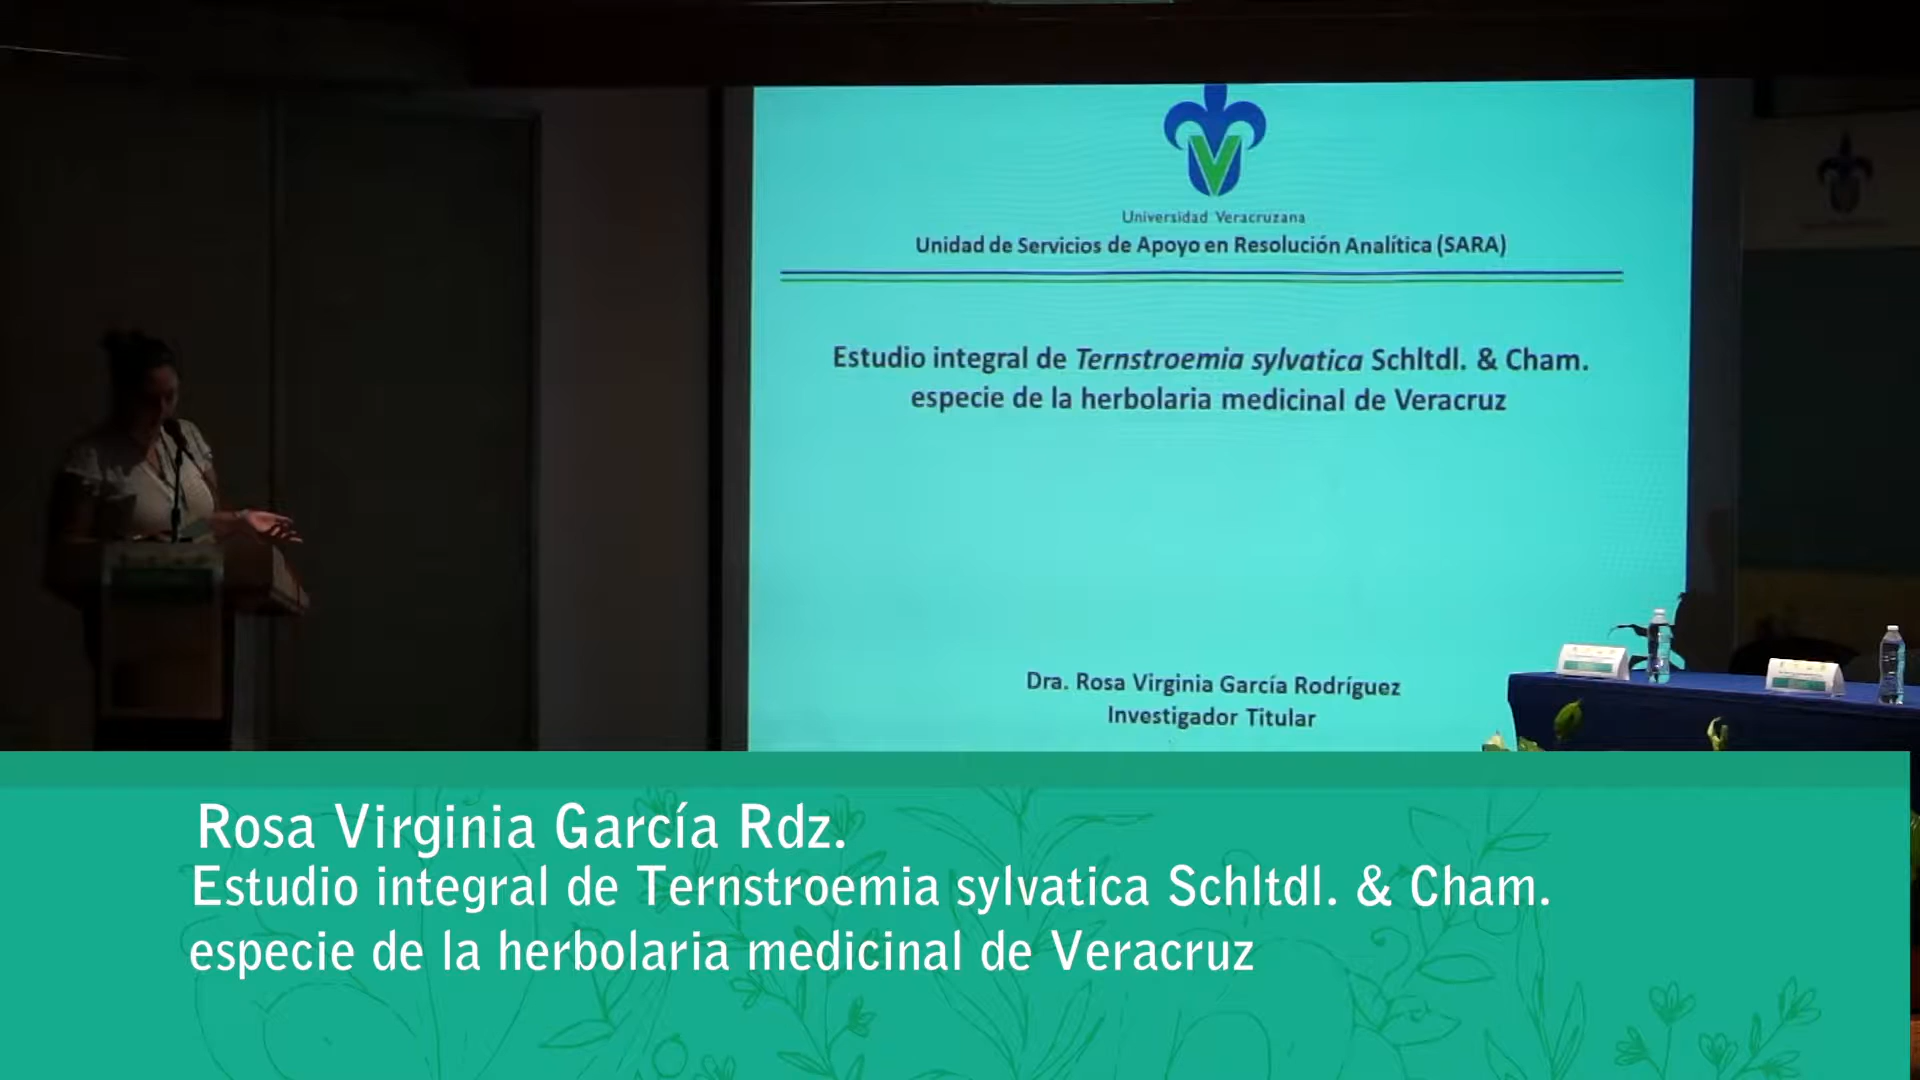 Universidad Veracruzana
Unidad de Servicios de Apoyo en Resolución Analítica (SARA)
Estudio integral de Ternstroemia sylvatica Schltdl. & Cham.
especie de la herbolaria medicinal de Veracruz
Dra. Rosa Virginia García Rodríguez
Investigador Titular
Rosa Virginia García Rdz.
Estudio integral de Ternstroemia sylvatica Schltdl. & Cham.
especie de la herbolaria medicinal de Veracruz